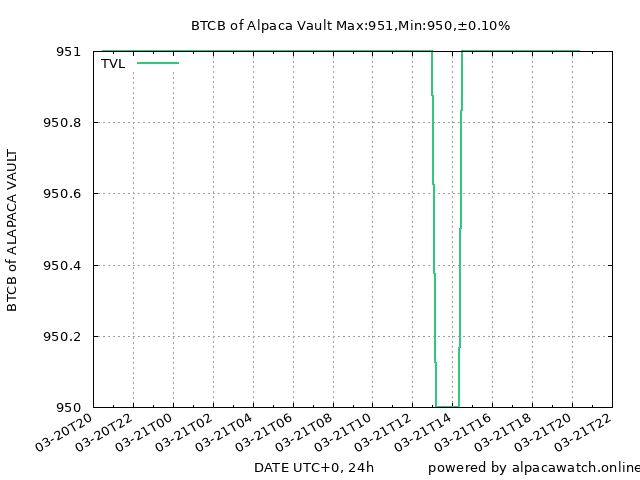 BTCB of Alpaca Vault Max:951,Min:950,±0.10%
951
TVL
950.8
950.6
950.4
950.2
950
BTCB of ALAPACA VAULT
03-20T20
03-20T22
03-21T00
03-21T02
03-21T04
03-21T06
03-21T08
03-21T10
03-21T12
03-21T14
03-21T16
03-21T18
03-21T20
03-21T22
DATE UTC+0, 24h
powered by alpacawatch.online